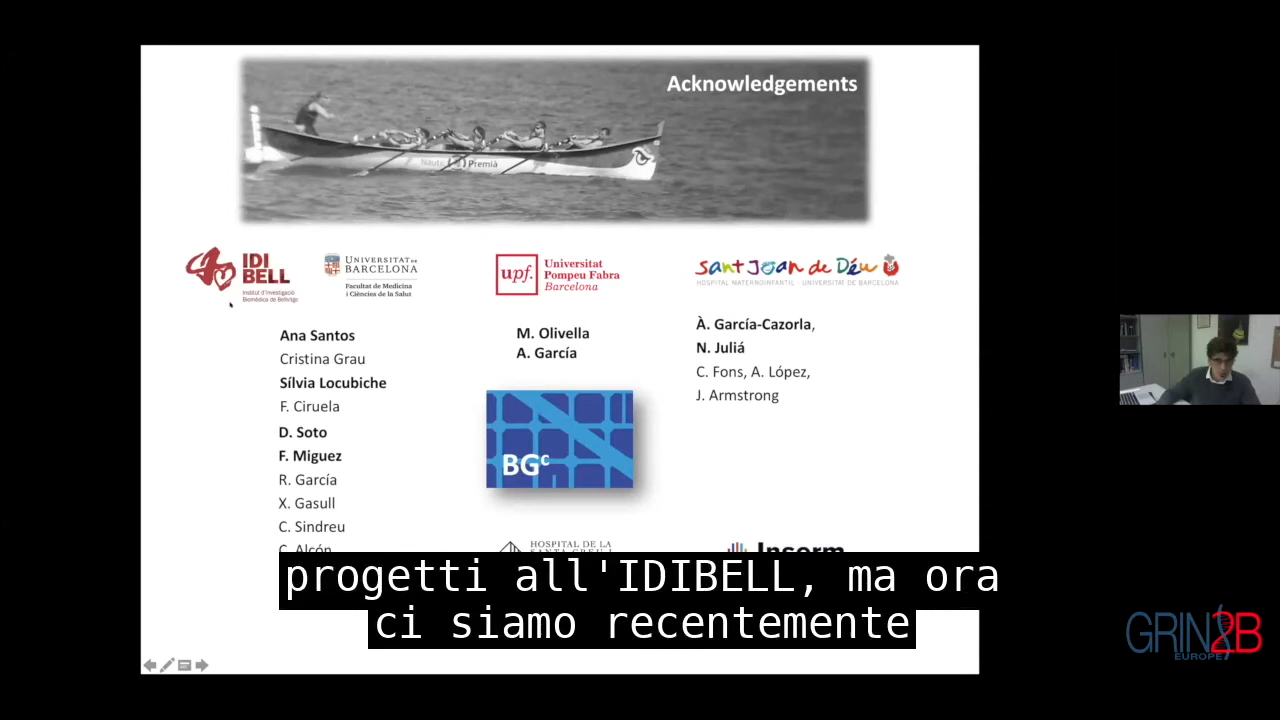 Acknowledgements
Nàutic Premià
IDI
BELL
Institut d'Investigació
Biomèdica de Bellvitge
UNIVERSITAT DE
BARCELONA
Facultat de Medicina
i Ciències de la Salut
upf.
Universitat
Pompeu Fabra
Barcelona
Sant Joan de Déu
HOSPITAL MATERNOINFANTIL - UNIVERSITAT DE BARCELONA
Ana Santos
Cristina Grau
Sílvia Locubiche
F. Ciruela
D. Soto
F. Miguez
R. García
X. Gasull
C. Sindreu
C. Alcón
M. Olivella
A. García
BGc
À. García-Cazorla,
N. Juliá
C. Fons, A. López,
J. Armstrong
HOSPITAL DE LA
Inserm
progetti all'IDIBELL, ma ora
ci siamo recentemente
GRIN2B
EUROPE